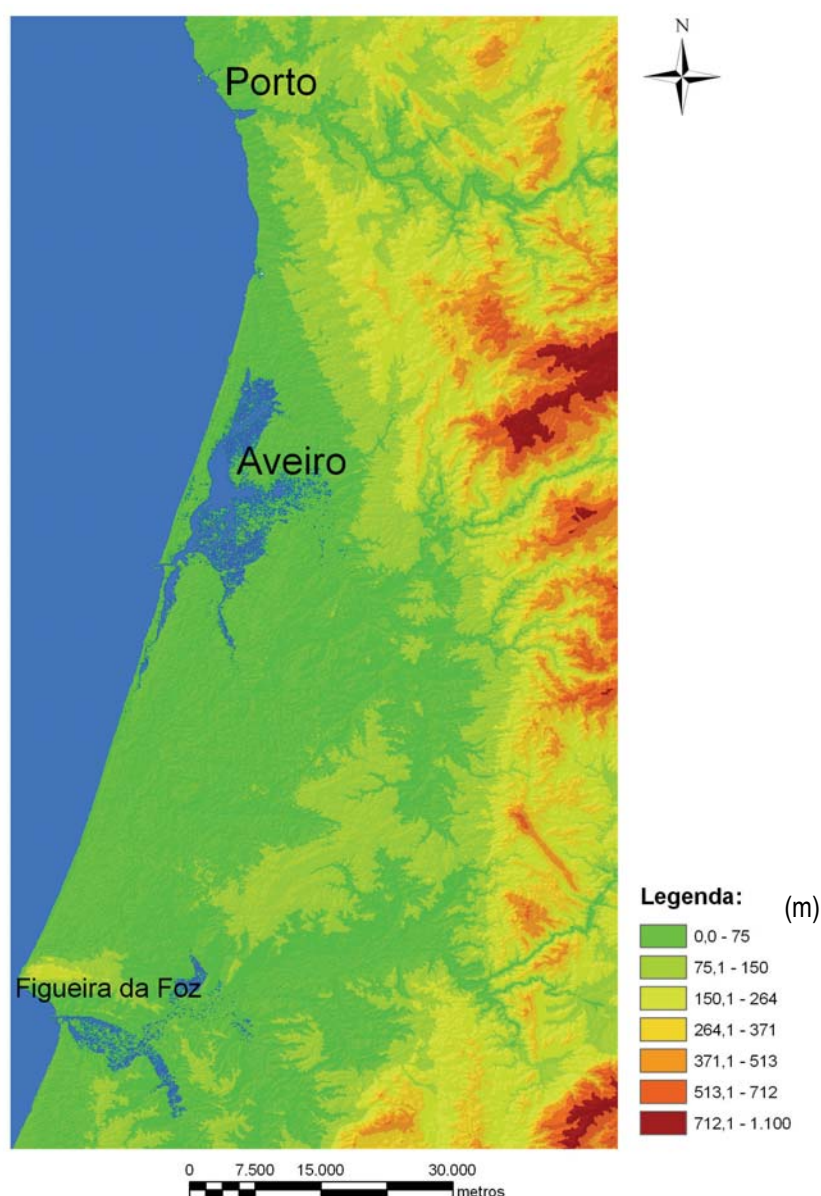 N
Porto
Aveiro
Figueira da Foz
Legenda:
(m)
0,0 - 75
75,1 - 150
150,1 - 264
264,1 - 371
371,1 - 513
513,1 - 712
712,1 - 1.100
0 7.500 15.000 30.000
metros